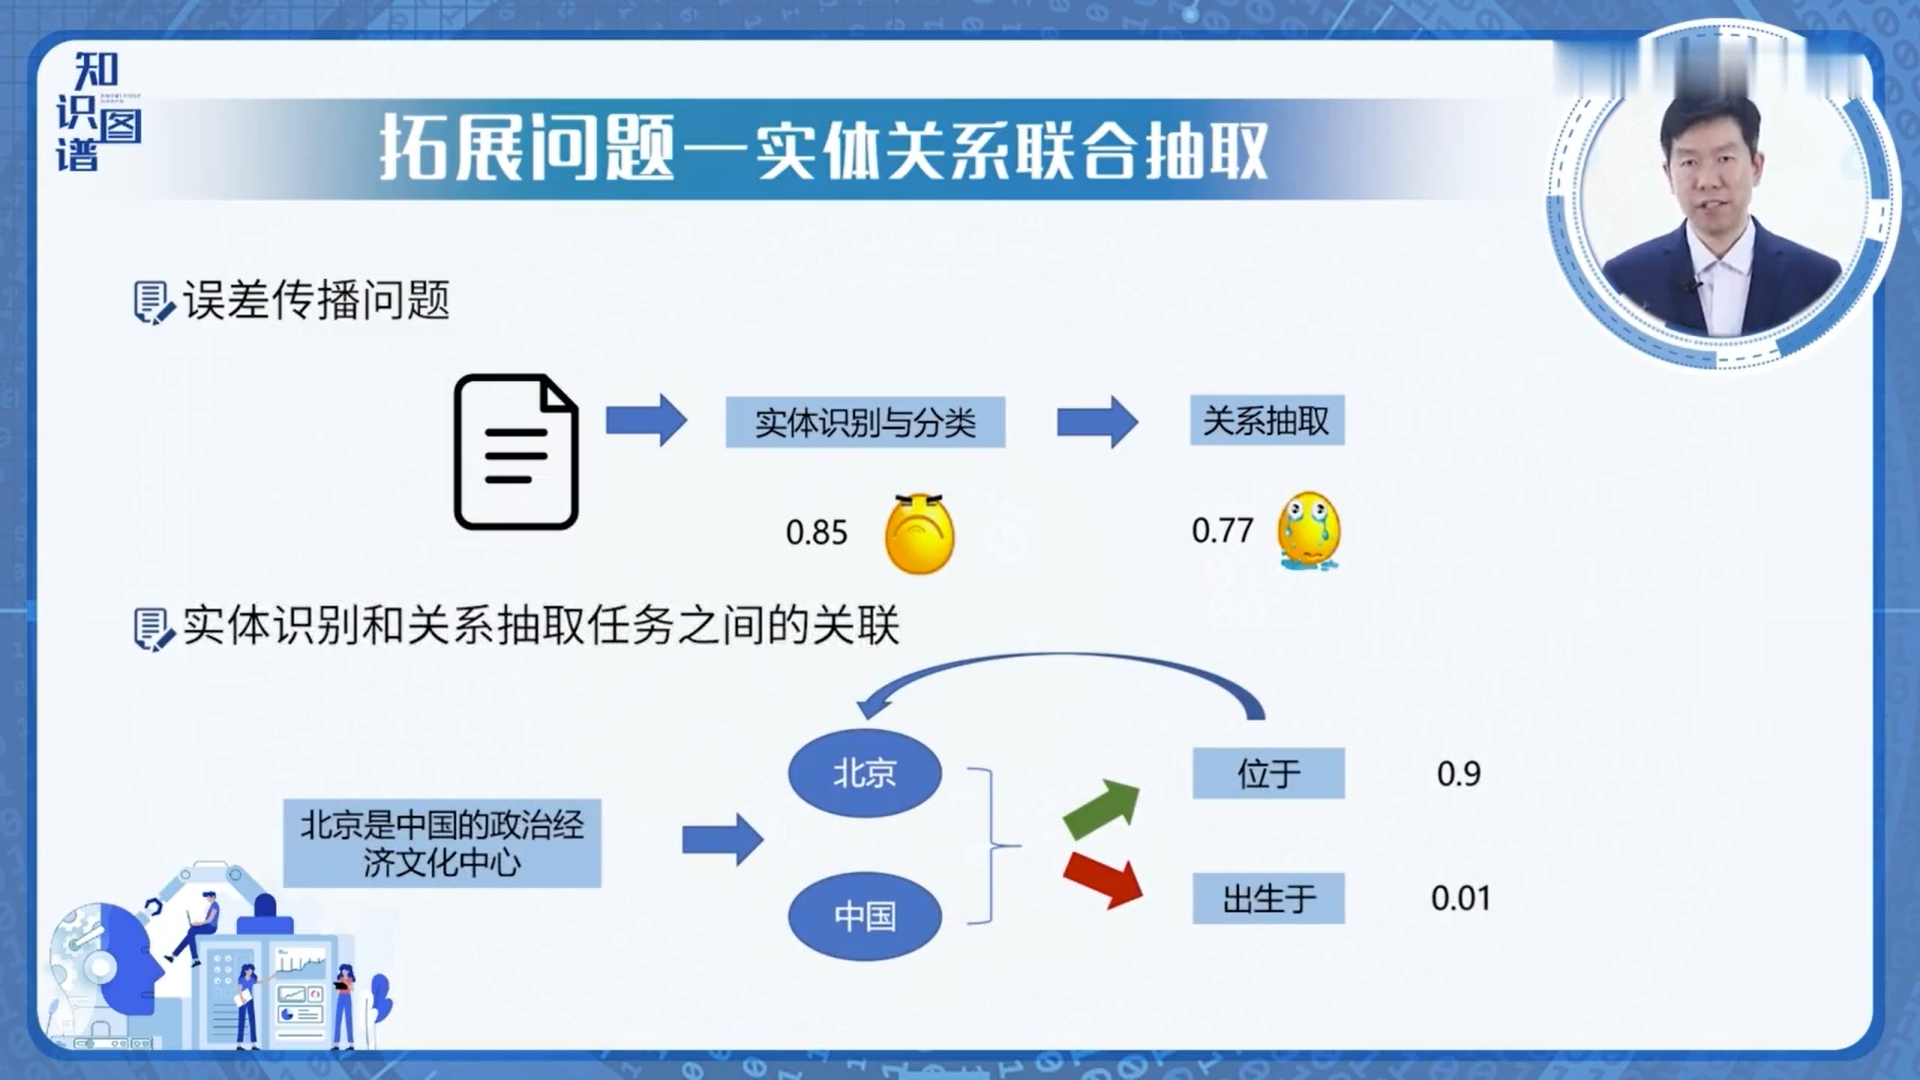 知
识图
谱
拓展问题—实体关系联合抽取
误差传播问题
实体识别与分类
关系抽取
0.85
0.77
实体识别和关系抽取任务之间的关联
北京是中国的政治经
济文化中心
北京
中国
位于
0.9
出生于
0.01